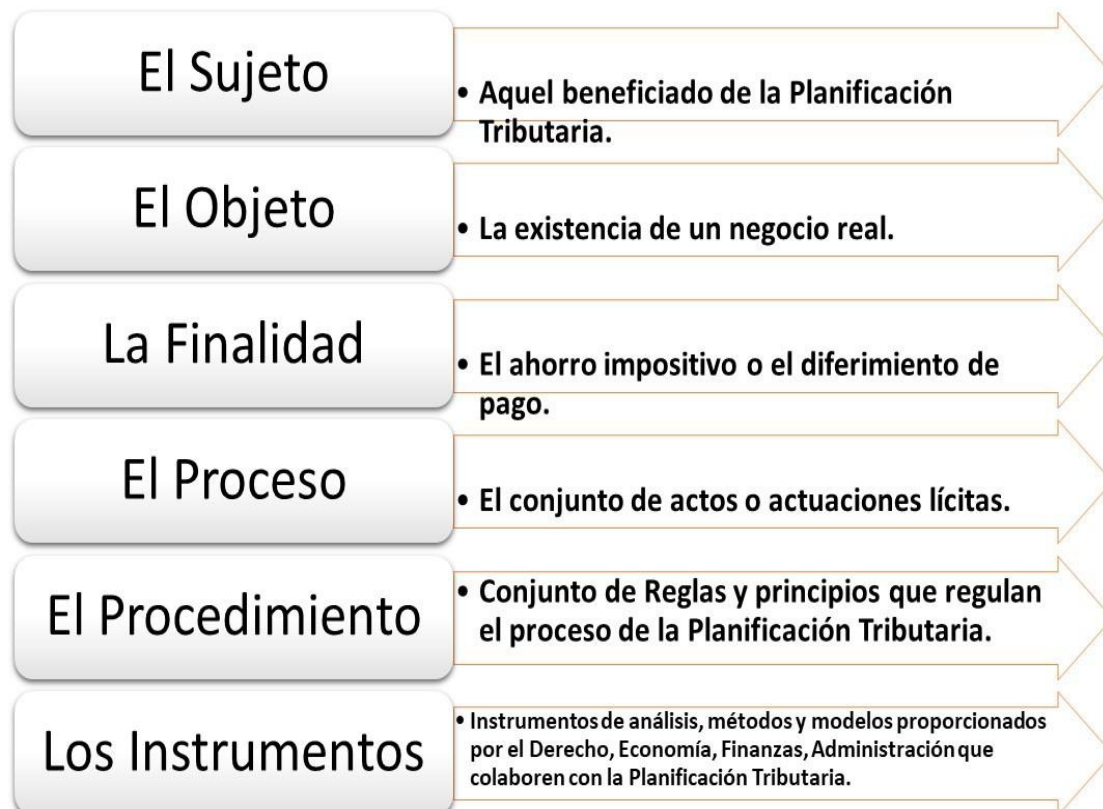 El Sujeto
• Aquel beneficiado de la Planificación
Tributaria.
El Objeto
• La existencia de un negocio real.
La Finalidad
• El ahorro impositivo o el diferimiento de
pago.
El Proceso
• El conjunto de actos o actuaciones lícitas.
El Procedimiento
• Conjunto de Reglas y principios que regulan
el proceso de la Planificación Tributaria.
Los Instrumentos
• Instrumentos de análisis, métodos y modelos proporcionados
por el Derecho, Economía, Finanzas, Administración que
colaboren con la Planificación Tributaria.